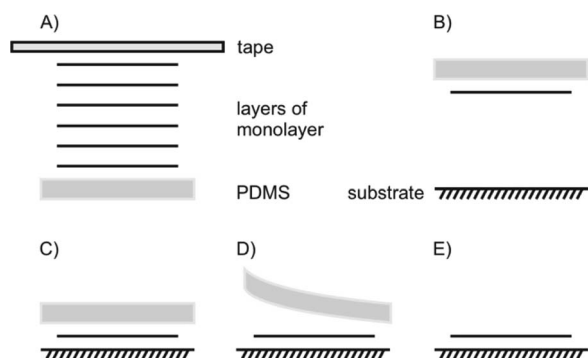 A)
tape
layers of
monolayer
PDMS
B)
substrate
C)
D)
E)